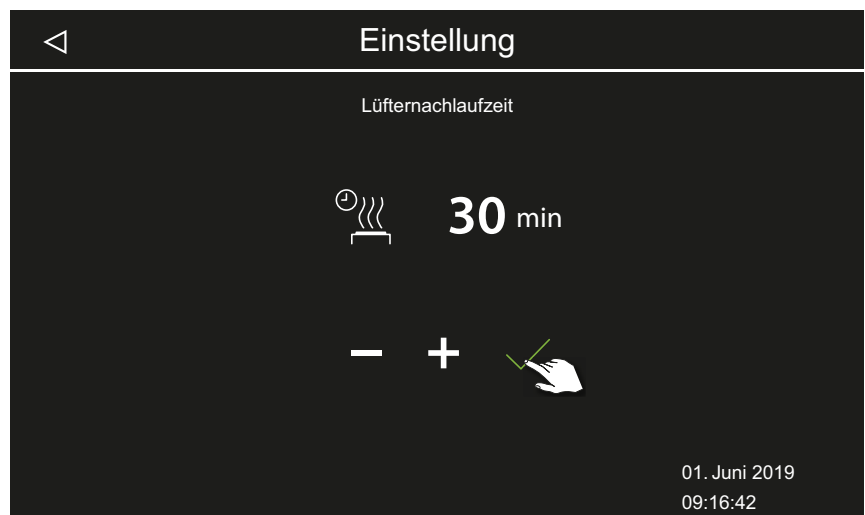 Einstellung
Lüfternachlaufzeit
30 min
01. Juni 2019
09:16:42